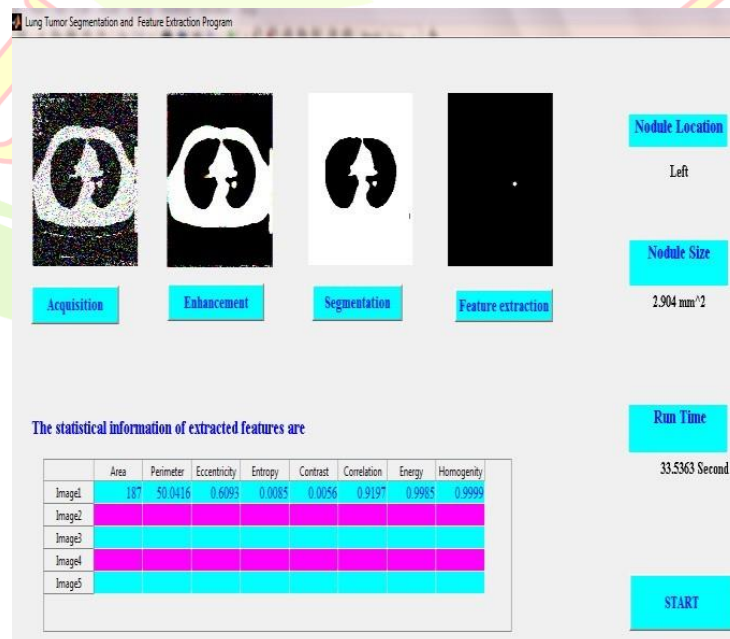 Lung Tumor Segmentation and Feature Extraction Program
Acquisition
Enhancement
Segmentation
Feature extraction
Nodule Location
Left
Nodule Size
2.904 mm^2
Run Time
33.5363 Second
START
The statistical information of extracted features are
Area Perimeter Eccentricity Entropy Contrast Correlation Energy Homogenity
Image1 187 50.0416 0.6093 0.0085 0.0056 0.9197 0.9985 0.9999
Image2
Image3
Image4
Image5